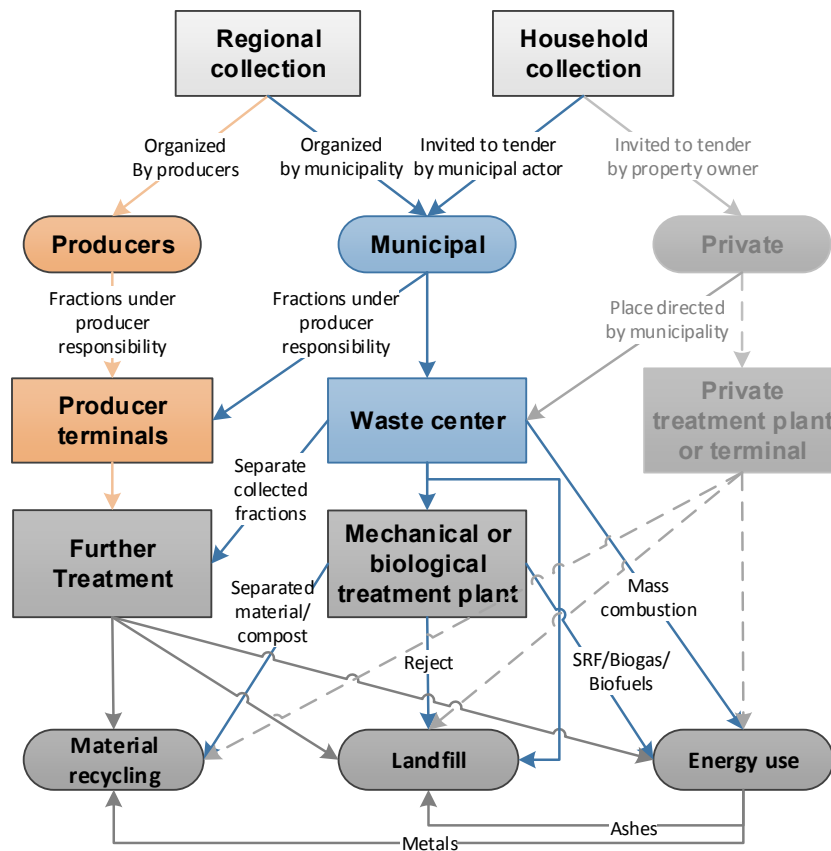 Regional
collection
Household
collection
Organized
By producers
Organized
by municipality
Invited to tender
by municipal actor
Invited to tender
by property owner
Producers
Municipal
Private
Fractions under
producer
responsibility
Fractions under
producer
responsibility
Place directed
by municipality
Producer
terminals
Waste center
Private
treatment plant
or terminal
Separate
collected
fractions
Further
Treatment
Mechanical or
biological
treatment plant
Separated
material/
compost
Mass
combustion
Reject
SRF/Biogas/
Biofuels
Material
recycling
Landfill
Energy use
Ashes
Metals